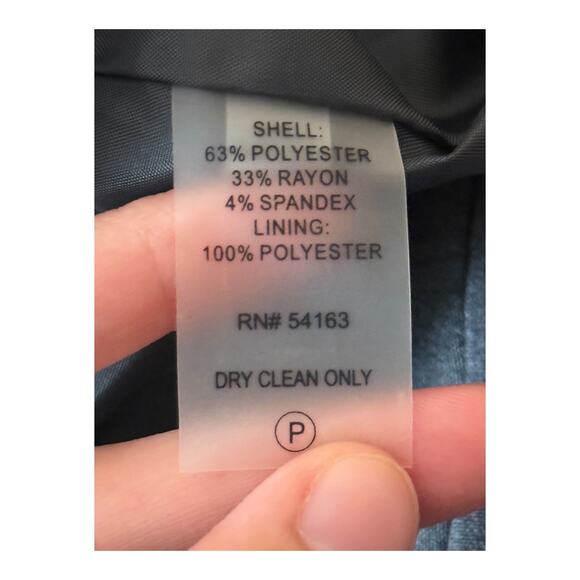 SHELL:
63% POLYESTER
33% RAYON
4% SPANDEX
LINING:
100% POLYESTER
RN# 54163
DRY CLEAN ONLY
P